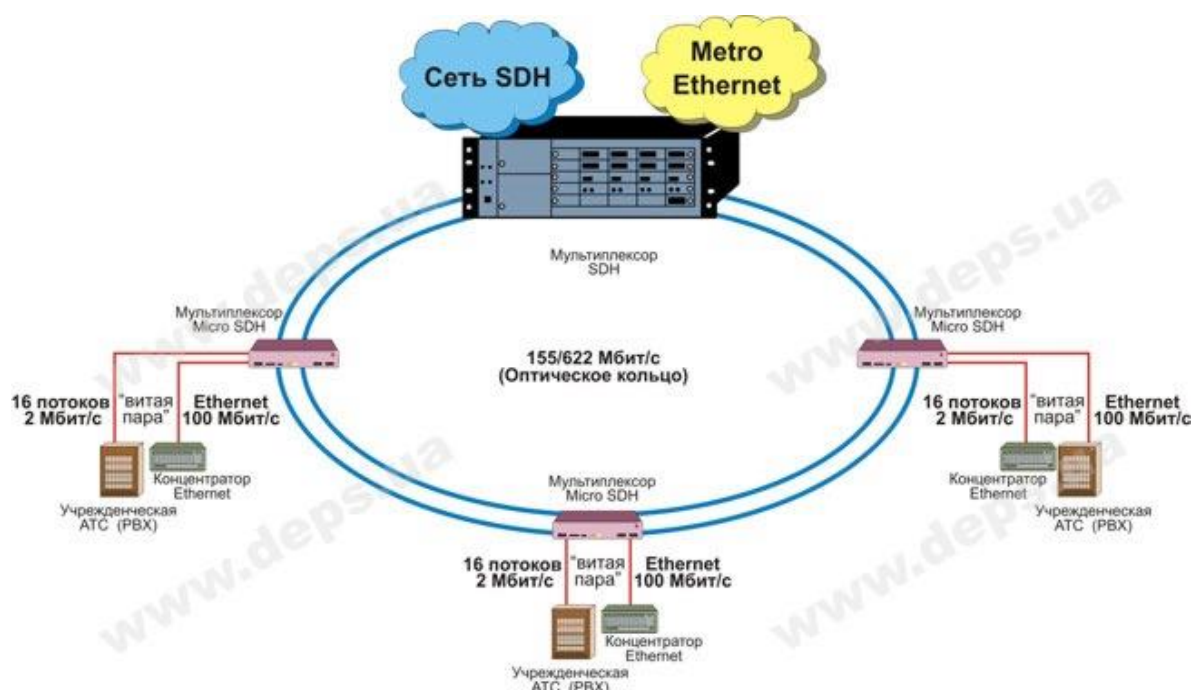 Сеть SDH
Metro
Ethernet
Мультиплексор
SDH
Мультиплексор
Micro SDH
Мультиплексор
Micro SDH
155/622 Мбит/с
(Оптическое кольцо)
16 потоков
2 Мбит/с
"витая
пара"
Ethernet
100 Мбит/с
Концентратор
Ethernet
Учрежденческая
АТС (PBX)
16 потоков
2 Мбит/с
"витая
пара"
Ethernet
100 Мбит/с
Концентратор
Ethernet
Учрежденческая
АТС (PBX)
Мультиплексор
Micro SDH
16 потоков
2 Мбит/с
"витая
пара"
Ethernet
100 Мбит/с
Концентратор
Ethernet
Учрежденческая
АТС (PBX)
www.deps.ua
www.deps.ua
www.deps.ua
www.deps.ua